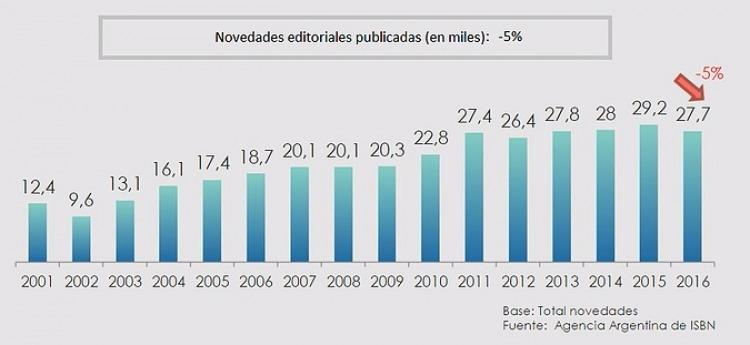 Novedades editoriales publicadas (en miles): -5%
-5%
12,4 9,6 13,1 16,1 17,4 18,7 20,1 20,1 20,3 22,8 27,4 26,4 27,8 28 29,2 27,7
2001 2002 2003 2004 2005 2006 2007 2008 2009 2010 2011 2012 2013 2014 2015 2016
Base: Total novedades
Fuente: Agencia Argentina de ISBN